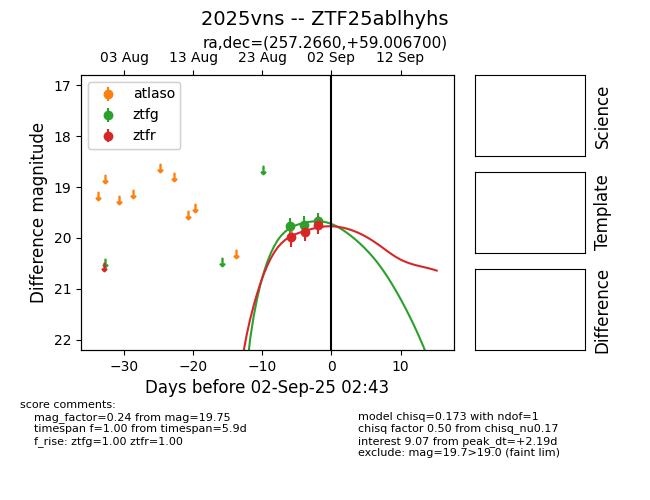 2025vns -- ZTF25ablhyhs
ra,dec=(257.2660,+59.006700)
03 Aug 13 Aug 23 Aug 02 Sep 12 Sep
atlaso
ztfg
ztfr
17
18
19
20
21
22
Difference magnitude
−30 −20 −10 0 10
Days before 02-Sep-25 02:43
Science
Template
Difference
score comments:
mag_factor=0.24 from mag=19.75
timespan f=1.00 from timespan=5.9d
f_rise: ztfg=1.00 ztfr=1.00
model chisq=0.173 with ndof=1
chisq factor 0.50 from chisq_nu0.17
interest 9.07 from peak_dt=+2.19d
exclude: mag=19.7>19.0 (faint lim)